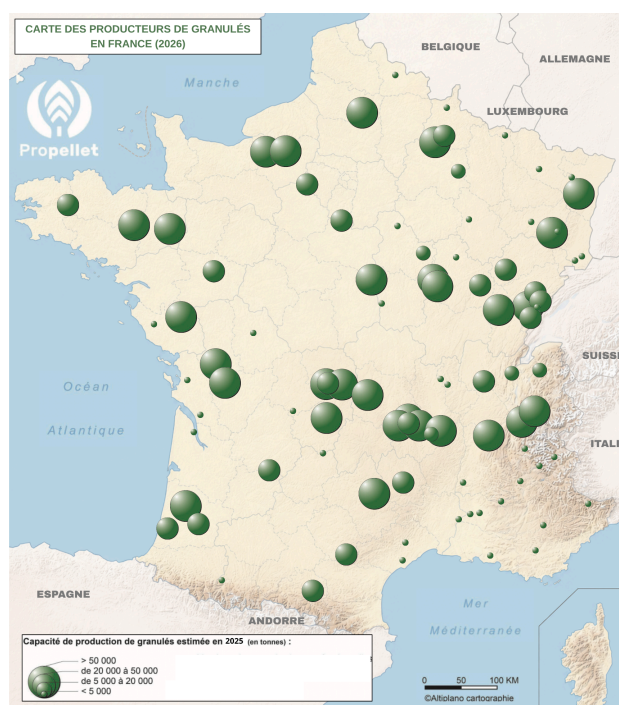 CARTE DES PRODUCTEURS DE GRANULÉS
EN FRANCE (2026)
BELGIQUE
ALLEMAGNE
Manche
LUXEMBOURG
Propellet
SUISS
Océan
Atlantique
ITALI
ESPAGNE
ANDORRE
Mer
Méditerranée
Capacité de production de granulés estimée en 2025 (en tonnes) :
> 50 000
de 20 000 à 50 000
de 5 000 à 20 000
< 5 000
0 50 100 KM
©Altiplano cartographie